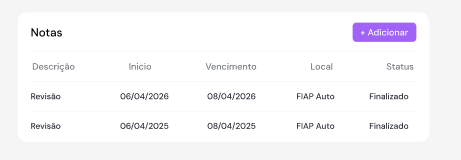 Notas
+ Adicionar
Descrição Inicio Vencimento Local Status
Revisão 06/04/2026 08/04/2026 FIAP Auto Finalizado
Revisão 06/04/2025 08/04/2025 FIAP Auto Finalizado